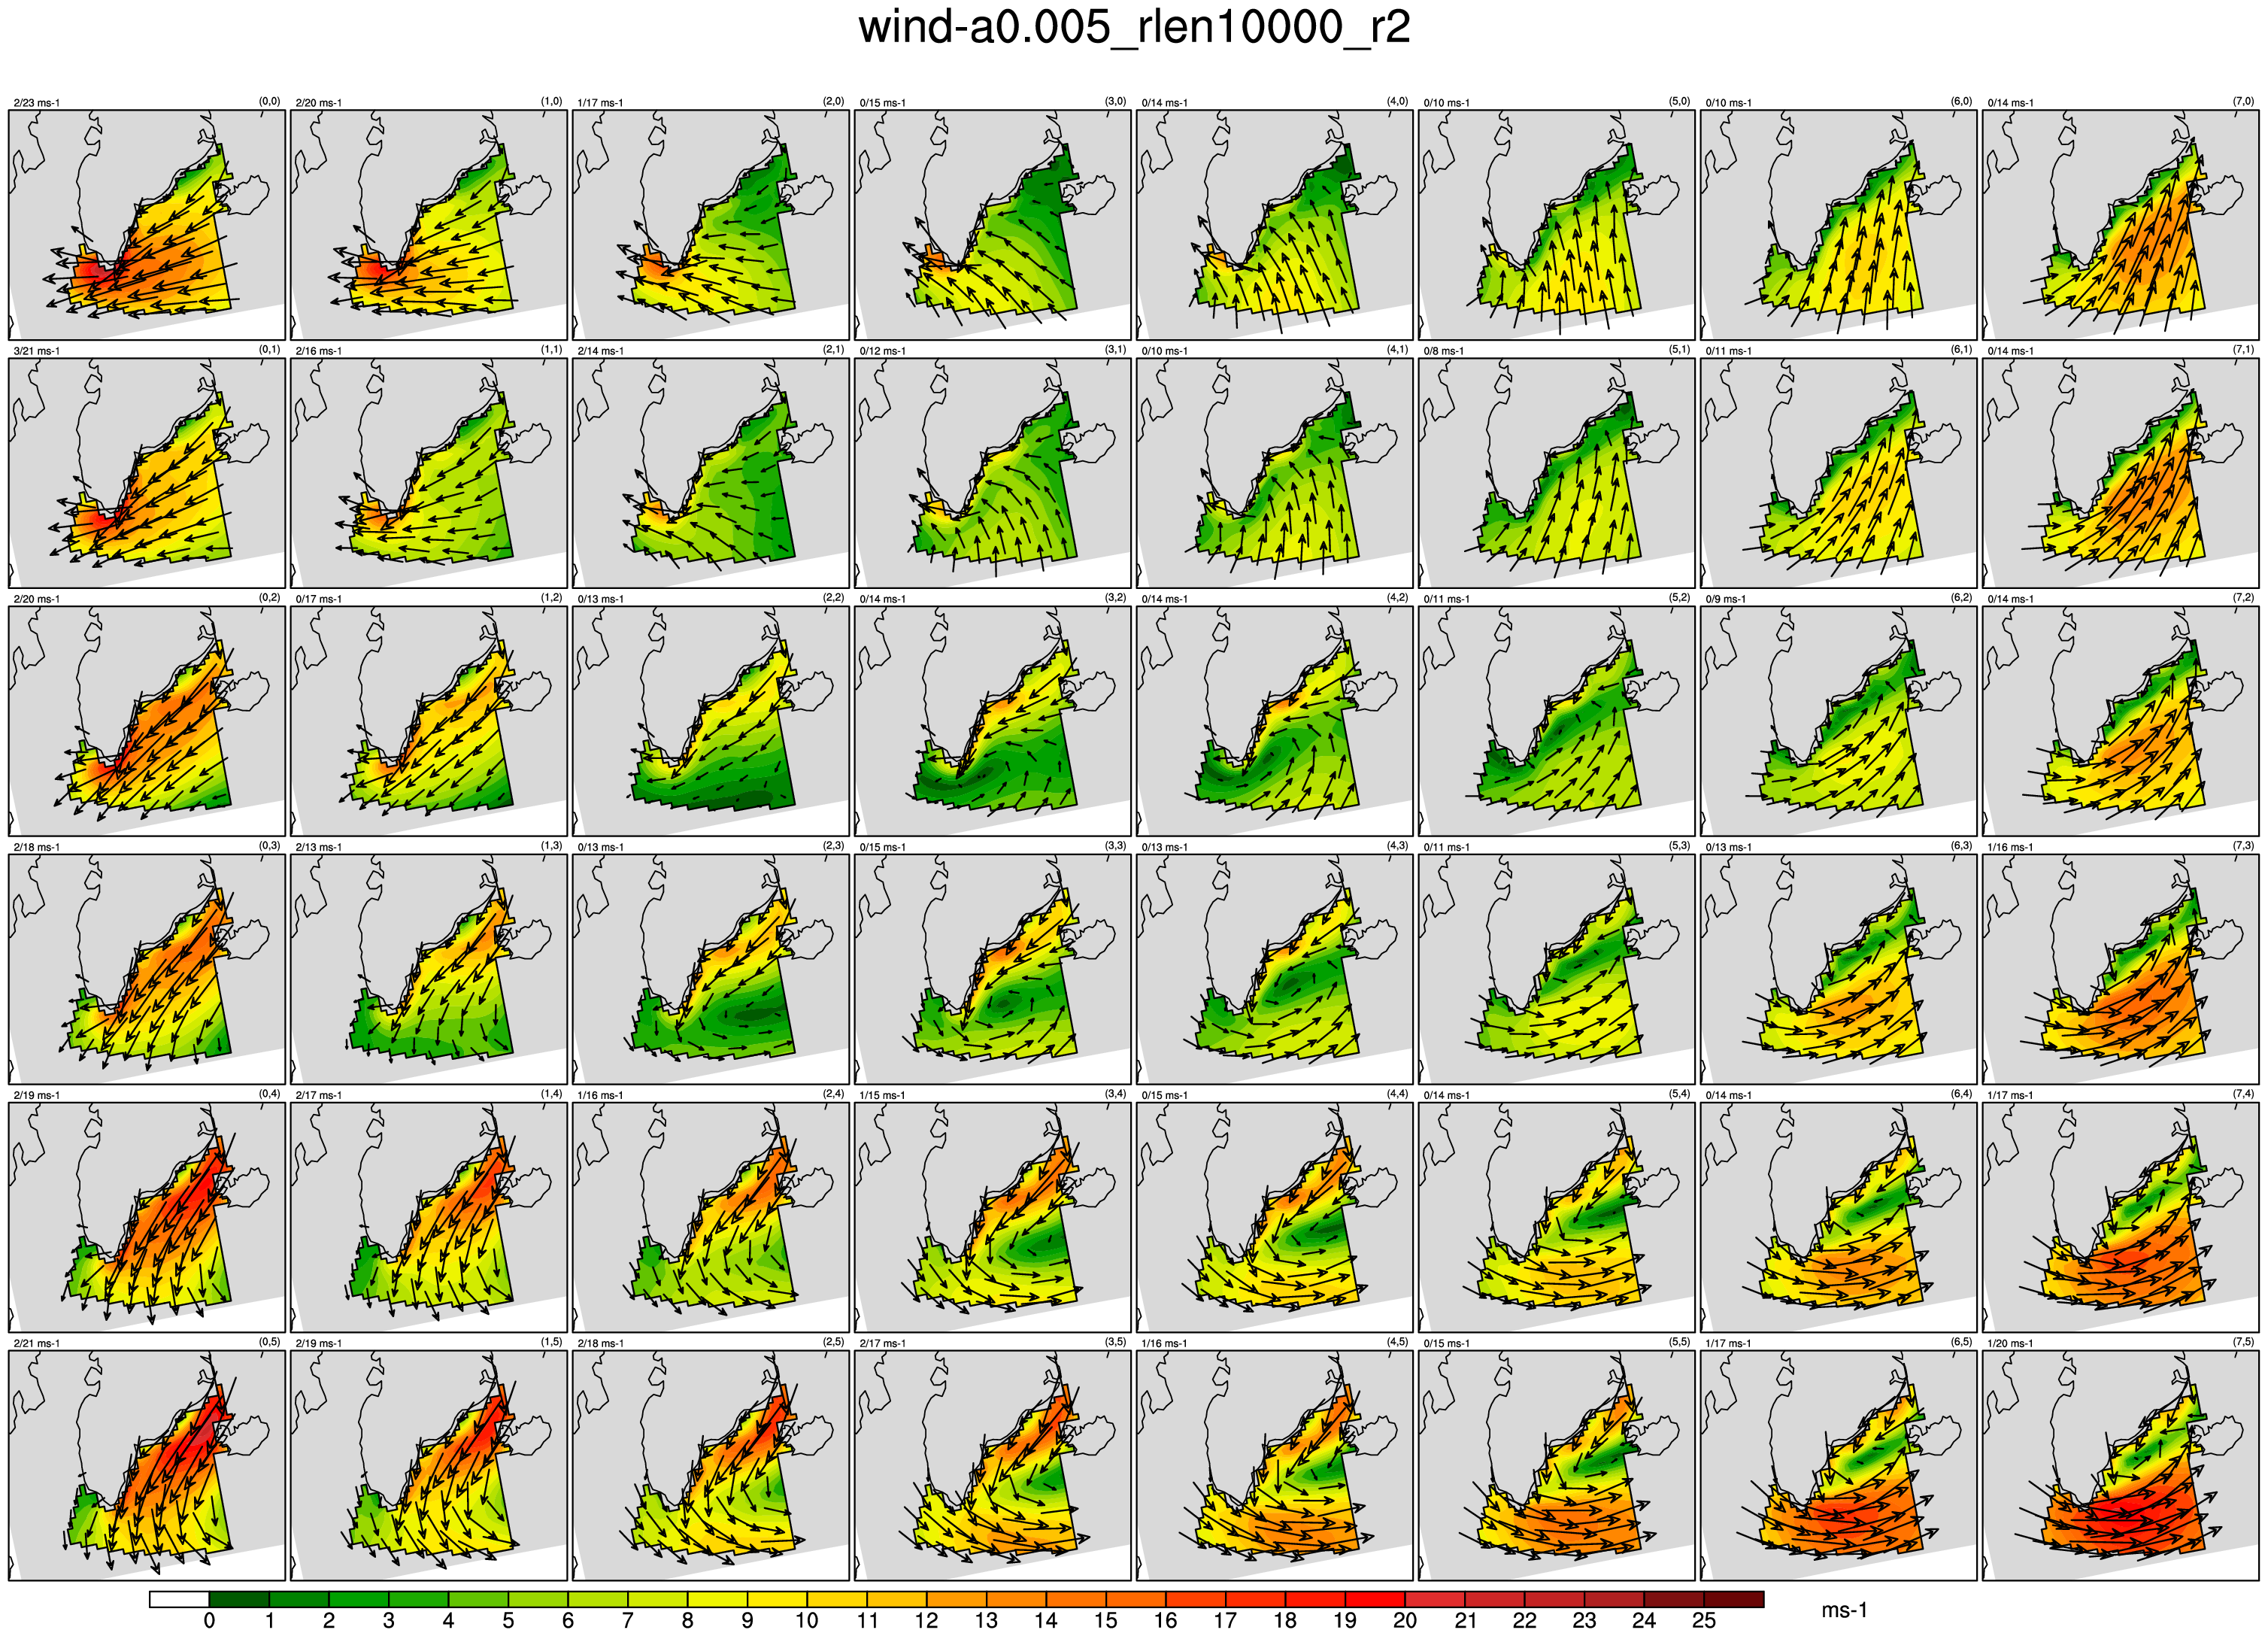 wind-a0.005_rlen10000_r2
2/23 ms-1 (0,0) 2/20 ms-1 (1,0) 1/17 ms-1 (2,0) 0/15 ms-1 (3,0) 0/14 ms-1 (4,0) 0/10 ms-1 (5,0) 0/10 ms-1 (6,0) 0/14 ms-1 (7,0)
3/21 ms-1 (0,1) 2/16 ms-1 (1,1) 2/14 ms-1 (2,1) 0/12 ms-1 (3,1) 0/10 ms-1 (4,1) 0/8 ms-1 (5,1) 0/11 ms-1 (6,1) 0/14 ms-1 (7,1)
2/20 ms-1 (0,2) 0/17 ms-1 (1,2) 0/13 ms-1 (2,2) 0/14 ms-1 (3,2) 0/14 ms-1 (4,2) 0/11 ms-1 (5,2) 0/9 ms-1 (6,2) 0/14 ms-1 (7,2)
2/18 ms-1 (0,3) 2/13 ms-1 (1,3) 0/13 ms-1 (2,3) 0/15 ms-1 (3,3) 0/13 ms-1 (4,3) 0/11 ms-1 (5,3) 0/13 ms-1 (6,3) 1/16 ms-1 (7,3)
2/19 ms-1 (0,4) 2/17 ms-1 (1,4) 1/16 ms-1 (2,4) 1/15 ms-1 (3,4) 0/15 ms-1 (4,4) 0/14 ms-1 (5,4) 0/14 ms-1 (6,4) 1/17 ms-1 (7,4)
2/21 ms-1 (0,5) 2/19 ms-1 (1,5) 2/18 ms-1 (2,5) 2/17 ms-1 (3,5) 1/16 ms-1 (4,5) 0/15 ms-1 (5,5) 1/17 ms-1 (6,5) 1/20 ms-1 (7,5)
0 1 2 3 4 5 6 7 8 9 10 11 12 13 14 15 16 17 18 19 20 21 22 23 24 25 ms-1